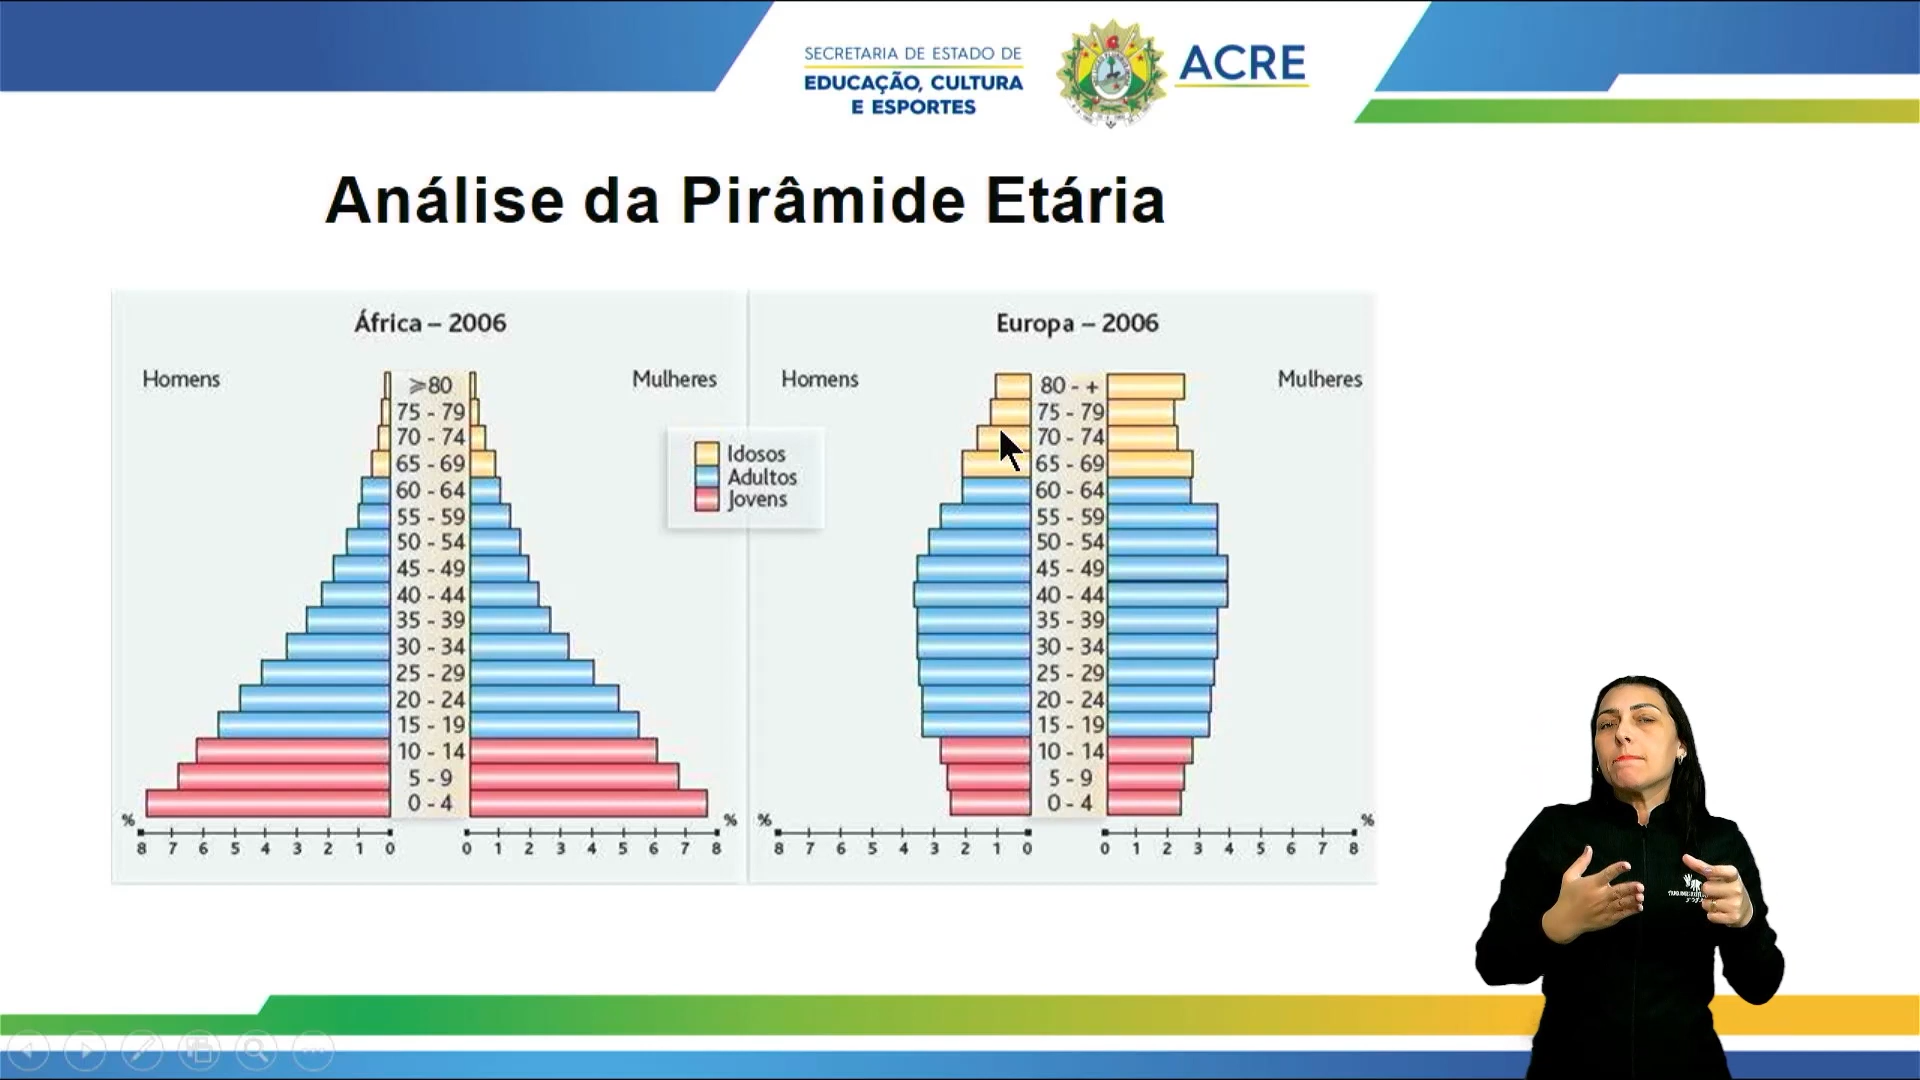 SECRETARIA DE ESTADO DE
EDUCAÇÃO, CULTURA
E ESPORTES
ACRE
Análise da Pirâmide Etária
África – 2006
Homens
Mulheres
⩾80
75 - 79
70 - 74
65 - 69
60 - 64
55 - 59
50 - 54
45 - 49
40 - 44
35 - 39
30 - 34
25 - 29
20 - 24
15 - 19
10 - 14
5 - 9
0 - 4
% %
8 7 6 5 4 3 2 1 0 0 1 2 3 4 5 6 7 8
Idosos
Adultos
Jovens
Europa – 2006
Homens
Mulheres
80 - +
75 - 79
70 - 74
65 - 69
60 - 64
55 - 59
50 - 54
45 - 49
40 - 44
35 - 39
30 - 34
25 - 29
20 - 24
15 - 19
10 - 14
5 - 9
0 - 4
% %
8 7 6 5 4 3 2 1 0 0 1 2 3 4 5 6 7 8